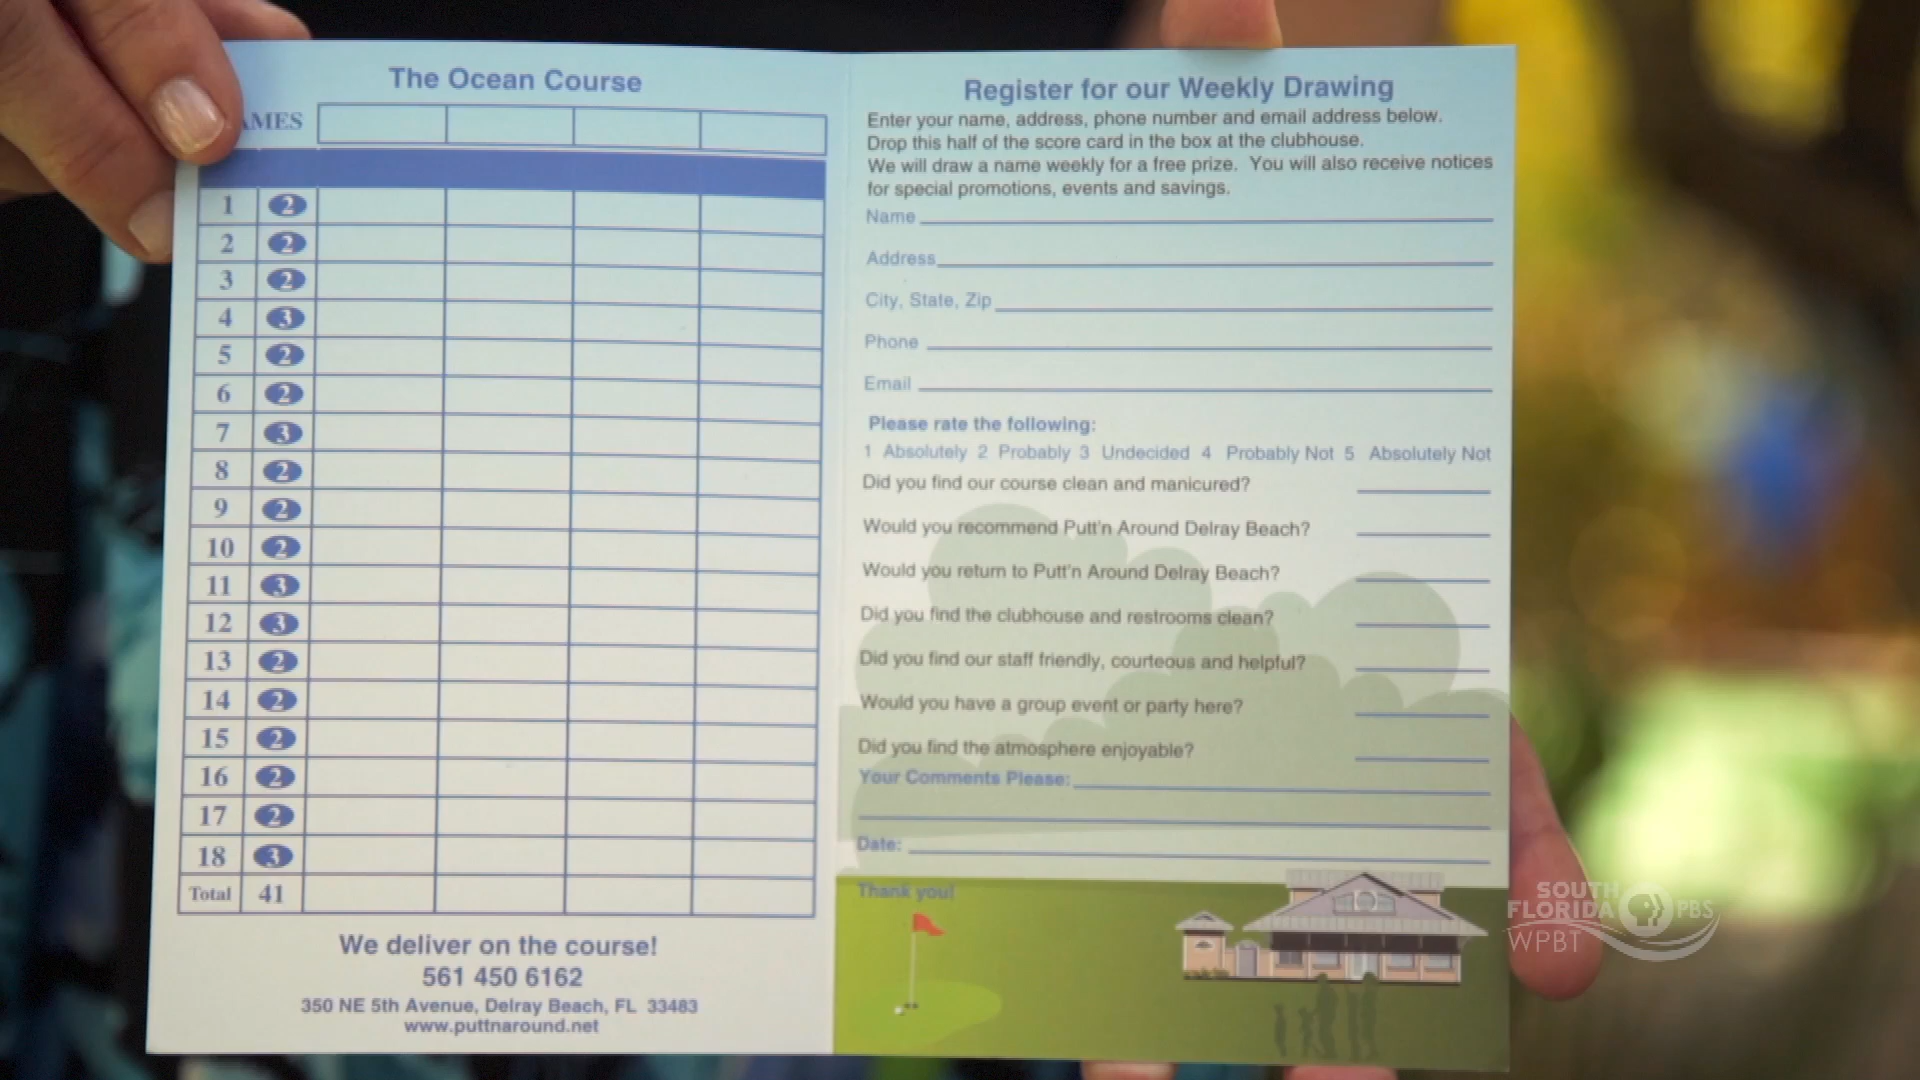 The Ocean Course
AMES
1 2
2 2
3 2
4 3
5 2
6 2
7 3
8 2
9 2
10 2
11 3
12 3
13 2
14 2
15 2
16 2
17 2
18 3
Total 41
We deliver on the course!
561 450 6162
350 NE 5th Avenue, Delray Beach, FL 33483
www.puttnaround.net
Register for our Weekly Drawing
Enter your name, address, phone number and email address below.
Drop this half of the score card in the box at the clubhouse.
We will draw a name weekly for a free prize. You will also receive notices
for special promotions, events and savings.
Name
Address
City, State, Zip
Phone
Email
Please rate the following:
1 Absolutely 2 Probably 3 Undecided 4 Probably Not 5 Absolutely Not
Did you find our course clean and manicured?
Would you recommend Putt'n Around Delray Beach?
Would you return to Putt'n Around Delray Beach?
Did you find the clubhouse and restrooms clean?
Did you find our staff friendly, courteous and helpful?
Would you have a group event or party here?
Did you find the atmosphere enjoyable?
Your Comments Please:
Date:
Thank you!
SOUTH
FLORIDA PBS
WPBT